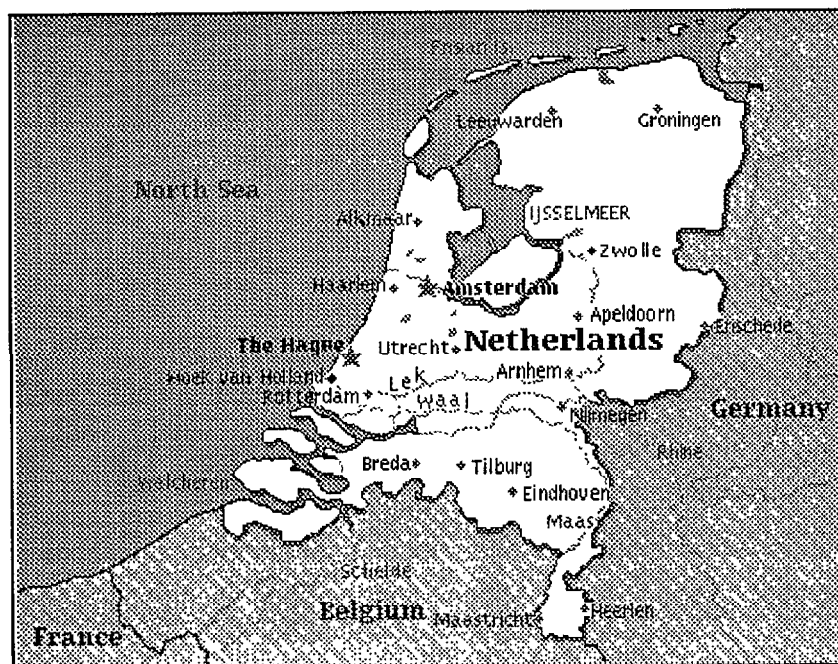 Leeuwarden
Groningen
North Sea
Alkmaar
IJSSELMEER
Zwolle
Haarlem
Amsterdam
Apeldoorn
Enschede
The Hague
Utrecht
Netherlands
Hoek van Holland
Lek
Arnhem
Rotterdam
Waal
Nijmegen
Germany
Rhine
Breda
Tilburg
Walcheren
Eindhoven
Maas
Schelde
Belgium
Maastricht
Heerlen
France